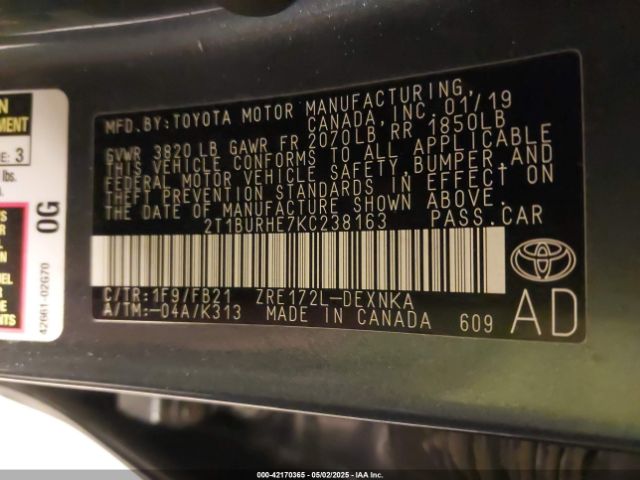 MFD.BY:TOYOTA MOTOR MANUFACTURING,
CANADA,INC. 01/19
GVWR 3820 LB GAWR FR 2070LB RR 1850LB
THIS VEHICLE CONFORMS TO ALL APPLICABLE
FEDERAL MOTOR VEHICLE SAFETY,BUMPER,AND
THEFT PREVENTION STANDARDS IN EFFECT ON
THE DATE OF MANUFACTURE SHOWN ABOVE.
2T1BURHE7KC238163 PASS.CAR
C/TR:1F9/FB21 ZRE172L-DEXNKA
A/TM:-04A/K313 MADE IN CANADA 609
AD
E: 3
lbs.
0G
42661-02G70
000-42170365 - 05/02/2025 - IAA Inc.